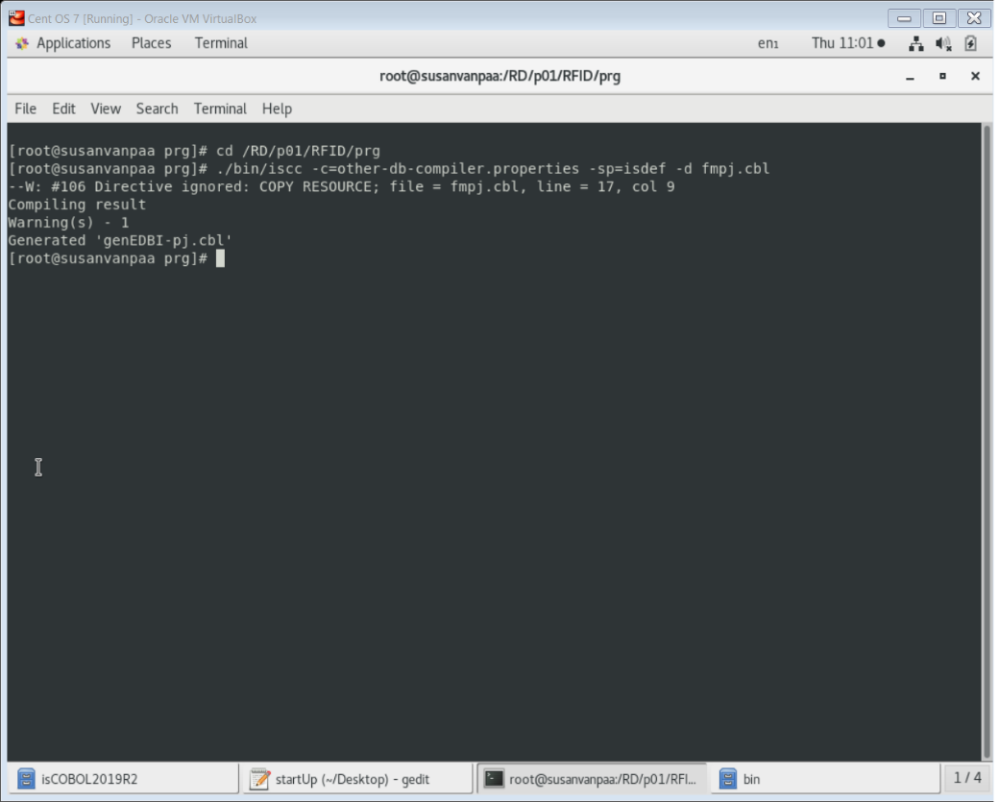 Cent OS 7 [Running] - Oracle VM VirtualBox
Applications Places Terminal en1 Thu 11:01
root@susanvanpaa:/RD/p01/RFID/prg
File Edit View Search Terminal Help
[root@susanvanpaa prg]# cd /RD/p01/RFID/prg
[root@susanvanpaa prg]# ./bin/iscc -c=other-db-compiler.properties -sp=isdef -d fmpj.cbl
--W: #106 Directive ignored: COPY RESOURCE; file = fmpj.cbl, line = 17, col 9
Compiling result
Warning(s) - 1
Generated 'genEDBI-pj.cbl'
[root@susanvanpaa prg]#
isCOBOL2019R2 startUp (~/Desktop) - gedit root@susanvanpaa:/RD/p01/RFI... bin 1 / 4